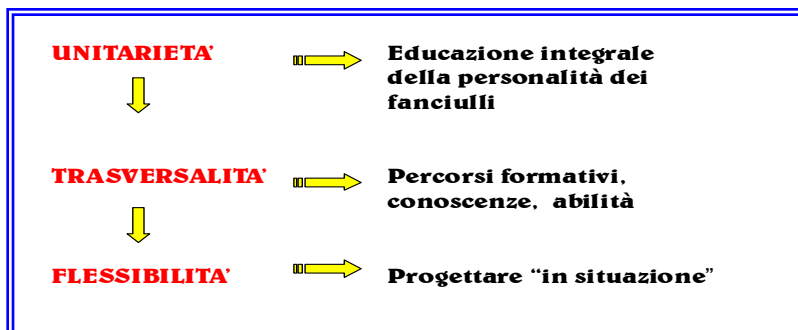 UNITARIETA’
Educazione integrale
della personalità dei
fanciulli
TRASVERSALITA’
Percorsi formativi,
conoscenze, abilità
FLESSIBILITA’
Progettare “in situazione”